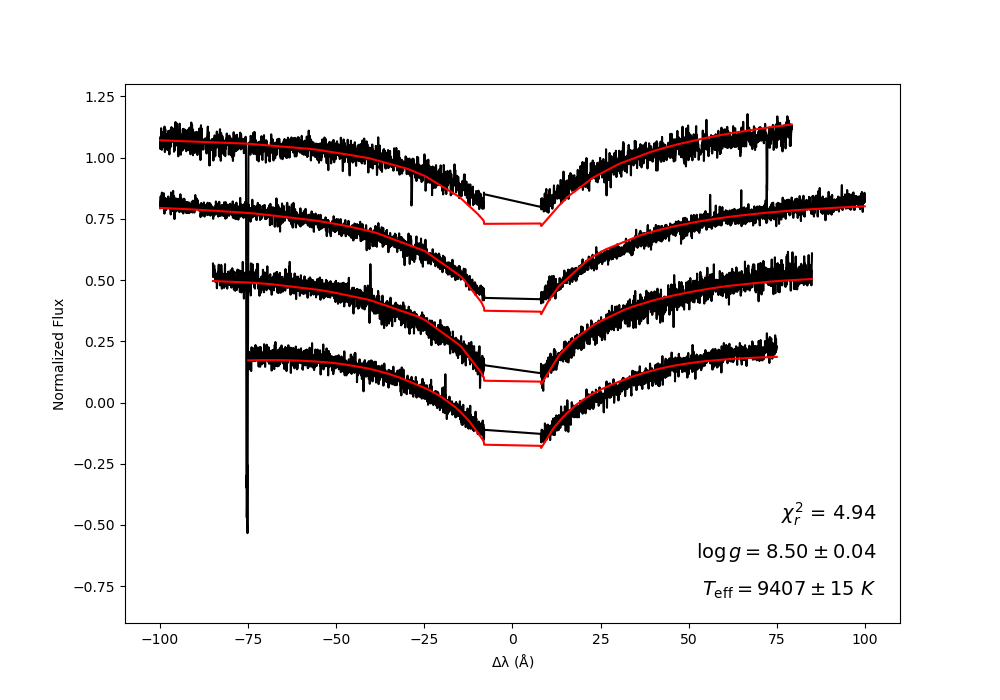 1.25
1.00
0.75
0.50
0.25
0.00
−0.25
−0.50
−0.75
Normalized Flux
χ²ᵣ = 4.94
log g = 8.50 ± 0.04
T_eff = 9407 ± 15 K
−100 −75 −50 −25 0 25 50 75 100
Δλ (Å)